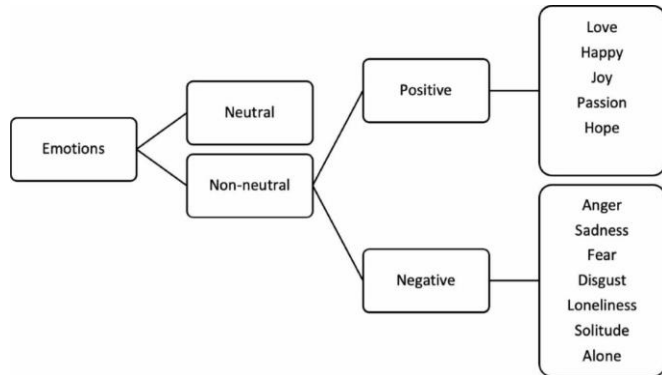 Emotions
Neutral
Non-neutral
Positive
Negative
Love
Happy
Joy
Passion
Hope
Anger
Sadness
Fear
Disgust
Loneliness
Solitude
Alone